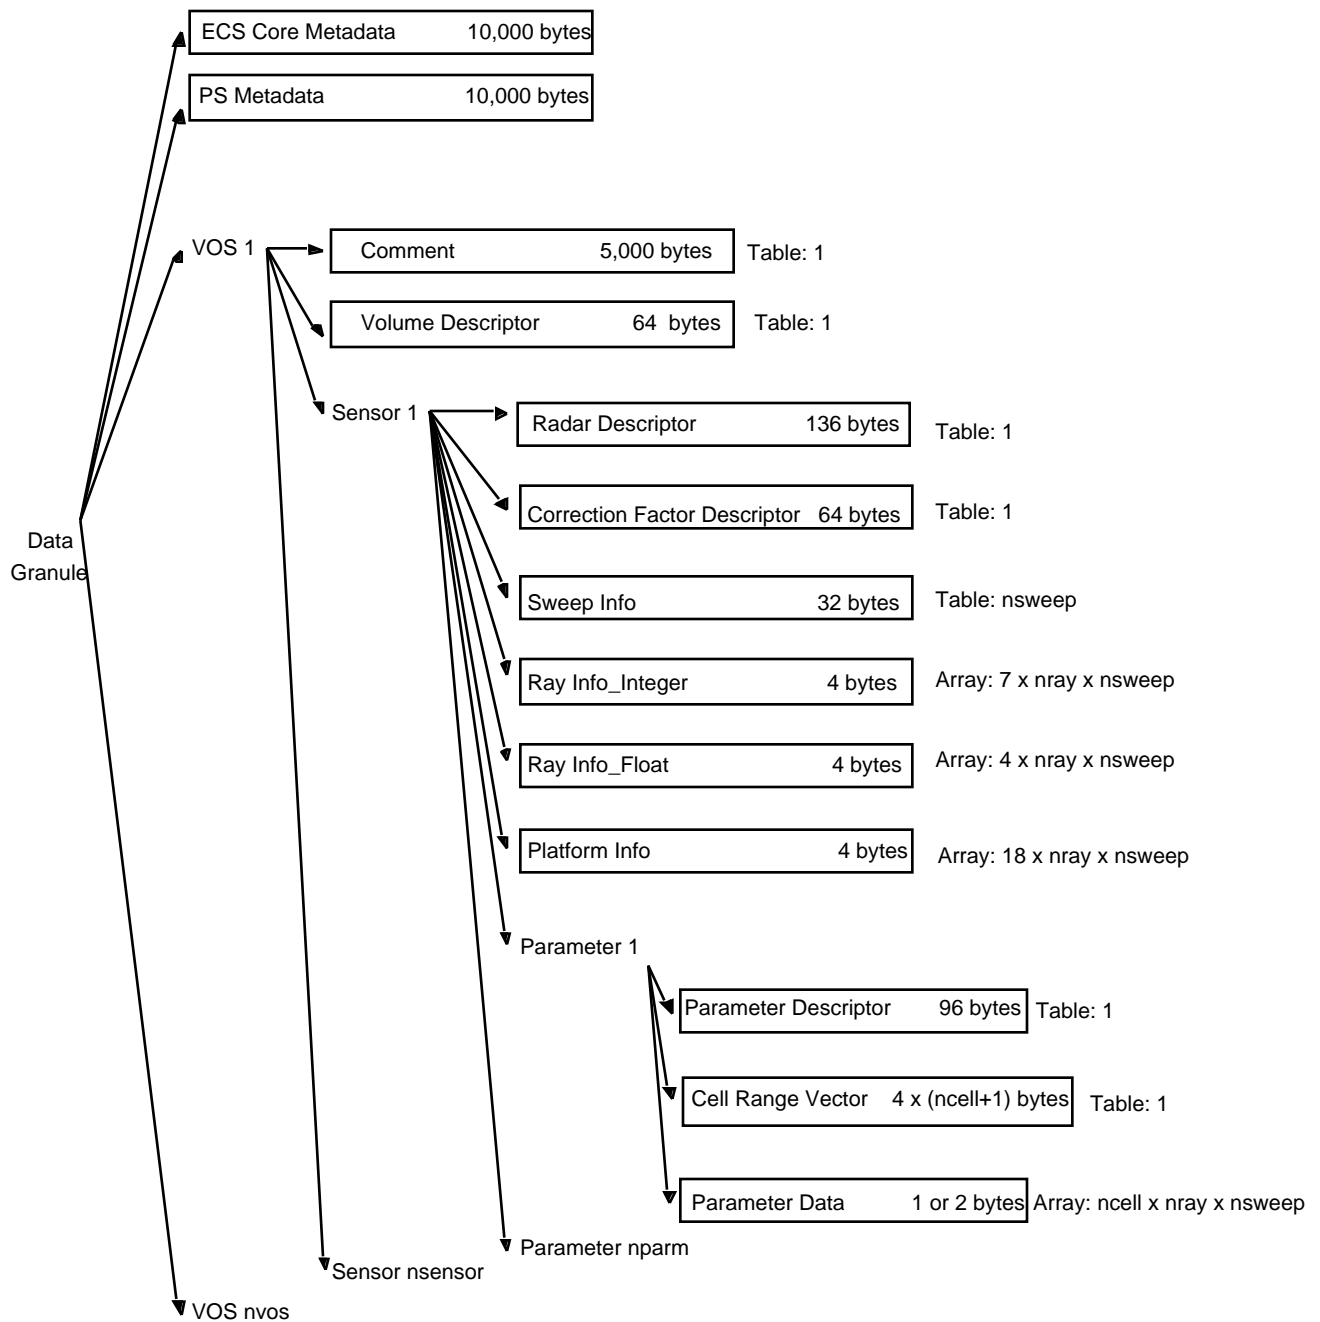 ECS Core Metadata 10,000 bytes
PS Metadata 10,000 bytes
VOS 1
Comment 5,000 bytes Table: 1
Volume Descriptor 64 bytes Table: 1
Sensor 1
Radar Descriptor 136 bytes Table: 1
Correction Factor Descriptor 64 bytes Table: 1
Data
Granule
Sweep Info 32 bytes Table: nsweep
Ray Info_Integer 4 bytes Array: 7 x nray x nsweep
Ray Info_Float 4 bytes Array: 4 x nray x nsweep
Platform Info 4 bytes Array: 18 x nray x nsweep
Parameter 1
Parameter Descriptor 96 bytes Table: 1
Cell Range Vector 4 x (ncell+1) bytes Table: 1
Parameter Data 1 or 2 bytes Array: ncell x nray x nsweep
Parameter nparm
Sensor nsensor
VOS nvos